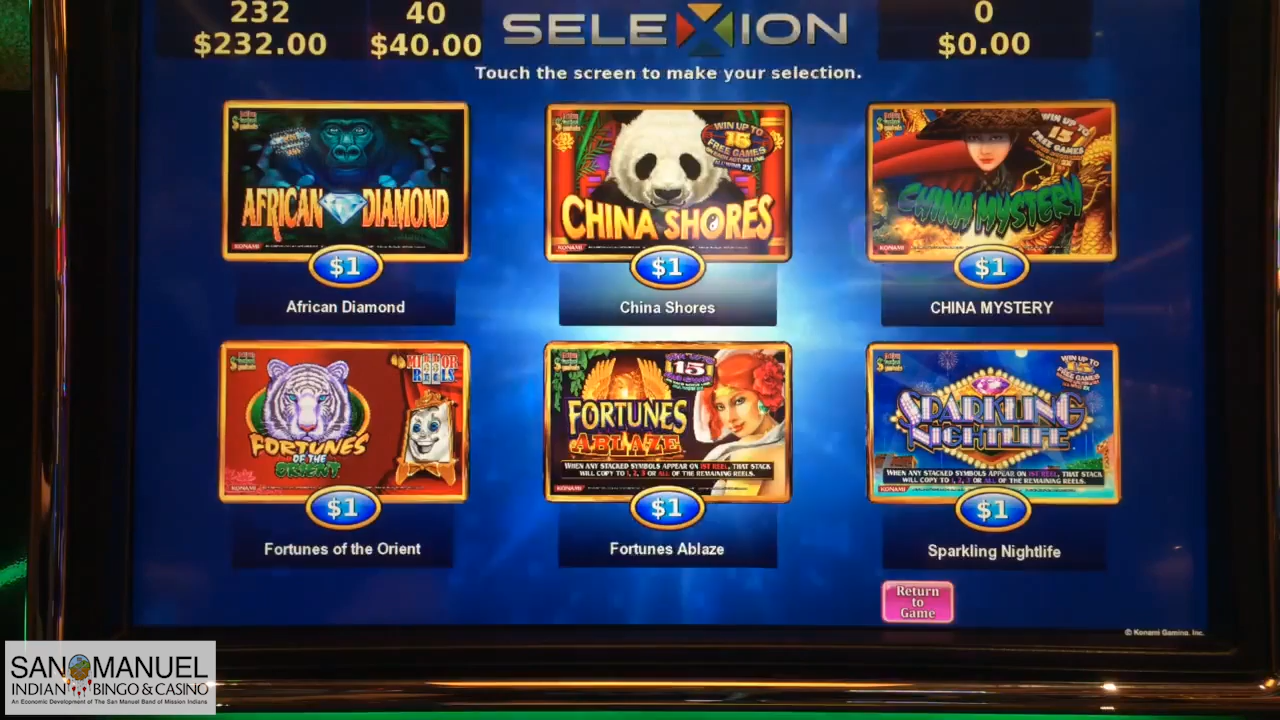 232
40
SELEXION
0
$232.00
$40.00
$0.00
Touch the screen to make your selection.
AFRICAN DIAMOND
KONAMI
$1
African Diamond
WIN UP TO
15
FREE GAMES
CHINA SHORES
KONAMI
$1
China Shores
WIN UP TO
15
FREE GAMES
CHINA MYSTERY
KONAMI
$1
CHINA MYSTERY
MIRROR
REELS
FORTUNES
OF THE
ORIENT
KONAMI
$1
Fortunes of the Orient
15
FORTUNES
ABLAZE
WHEN ANY STACKED SYMBOLS APPEAR ON 1ST REEL, THAT STACK
WILL COPY TO 1, 2, 3 OR ALL OF THE REMAINING REELS.
KONAMI
$1
Fortunes Ablaze
WIN UP TO
15
FREE GAMES
SPARKLING
NIGHTLIFE
WHEN ANY STACKED SYMBOLS APPEAR ON 1ST REEL, THAT STACK
WILL COPY TO 1, 2, 3 OR ALL OF THE REMAINING REELS.
KONAMI
$1
Sparkling Nightlife
Return
to
Game
© Konami Gaming, Inc.
SAN MANUEL
INDIAN BINGO & CASINO
An Economic Development of The San Manuel Band of Mission Indians